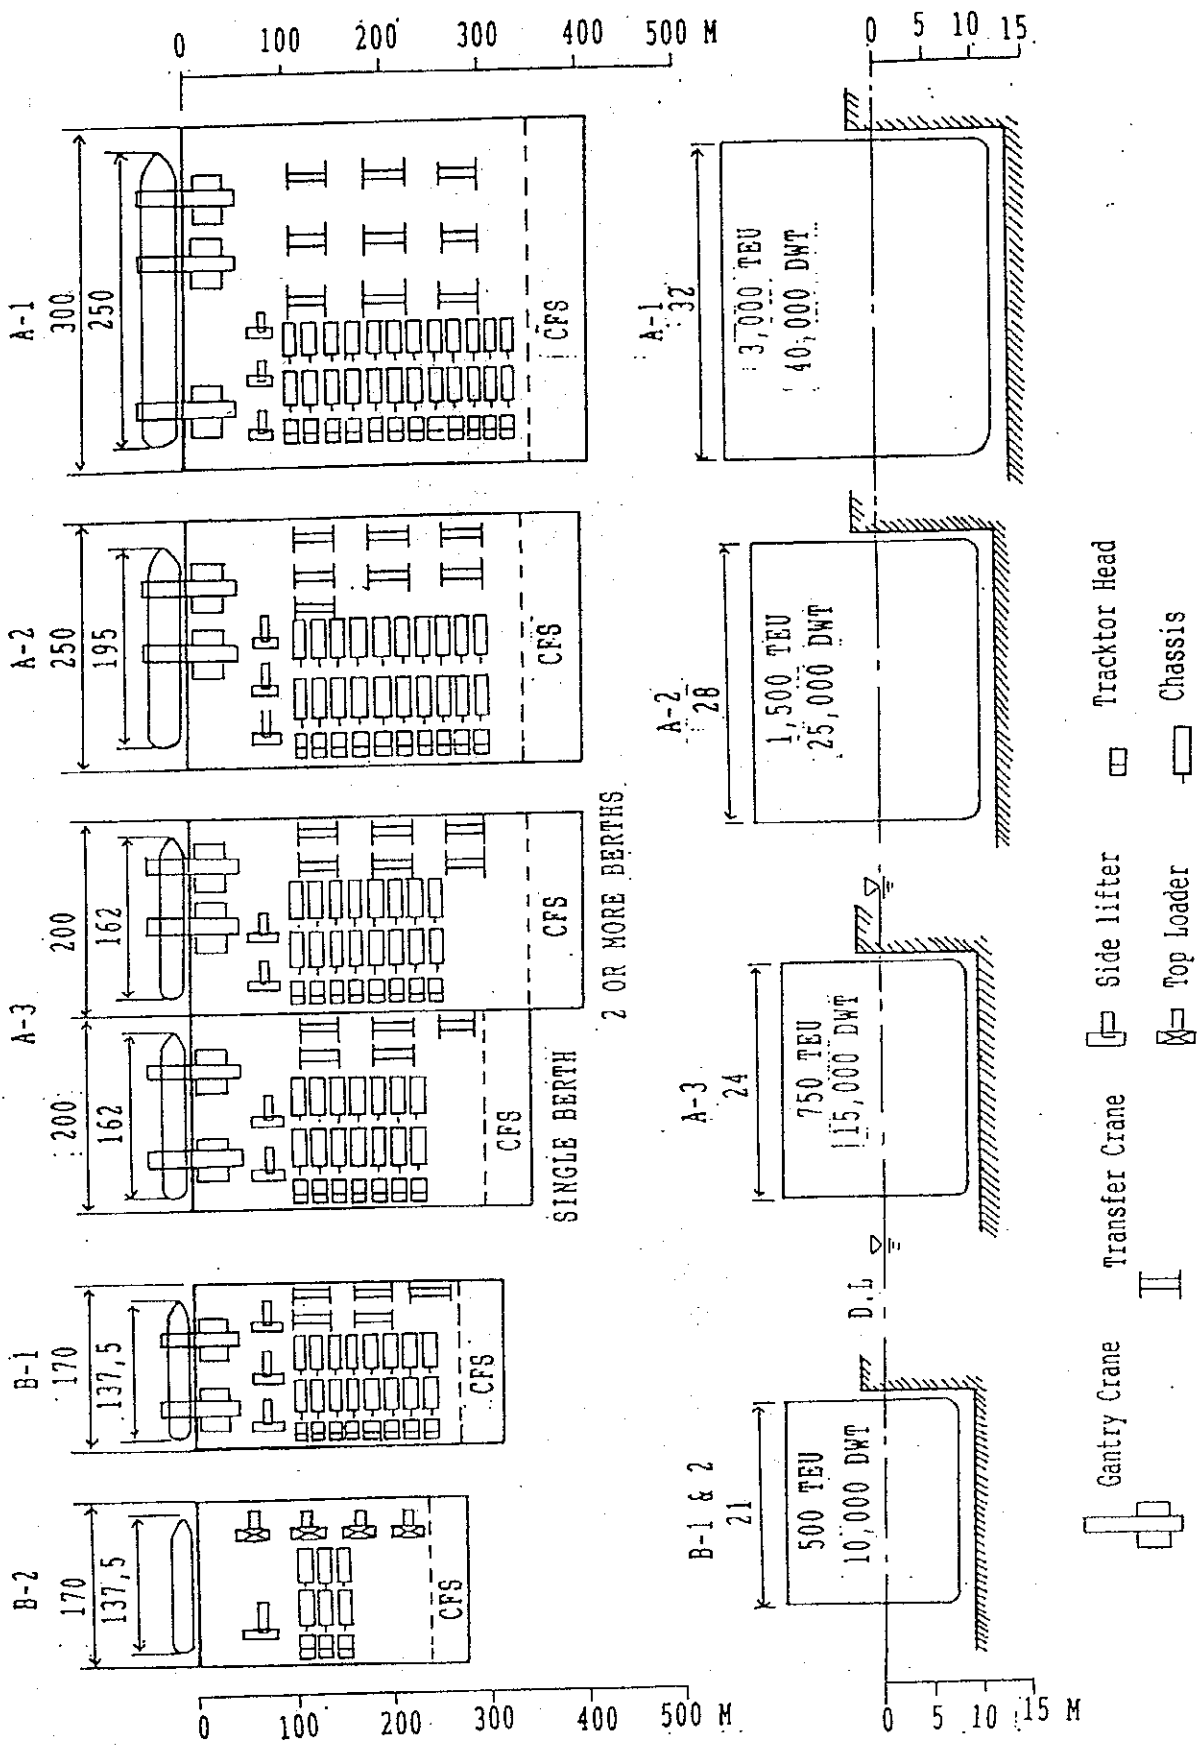 B-2
170
137,5
CFS
B-1
170
137,5
CFS
A-3
200
162
CFS
SINGLE BERTH
200
162
CFS
2 OR MORE BERTHS
A-2
250
195
CFS
A-1
300
250
CFS
0
100
200
300
400
500 M
0
100
200
300
400
500 M
B-1 & 2
21
500 TEU
10,000 DWT
D.L
A-3
24
750 TEU
15,000 DWT
A-2
28
1,500 TEU
25,000 DWT
A-1
32
3,000 TEU
40,000 DWT
0
5
10
15 M
0
5
10
15
Gantry Crane
Transfer Crane
Side lifter
Top Loader
Tracktor Head
Chassis